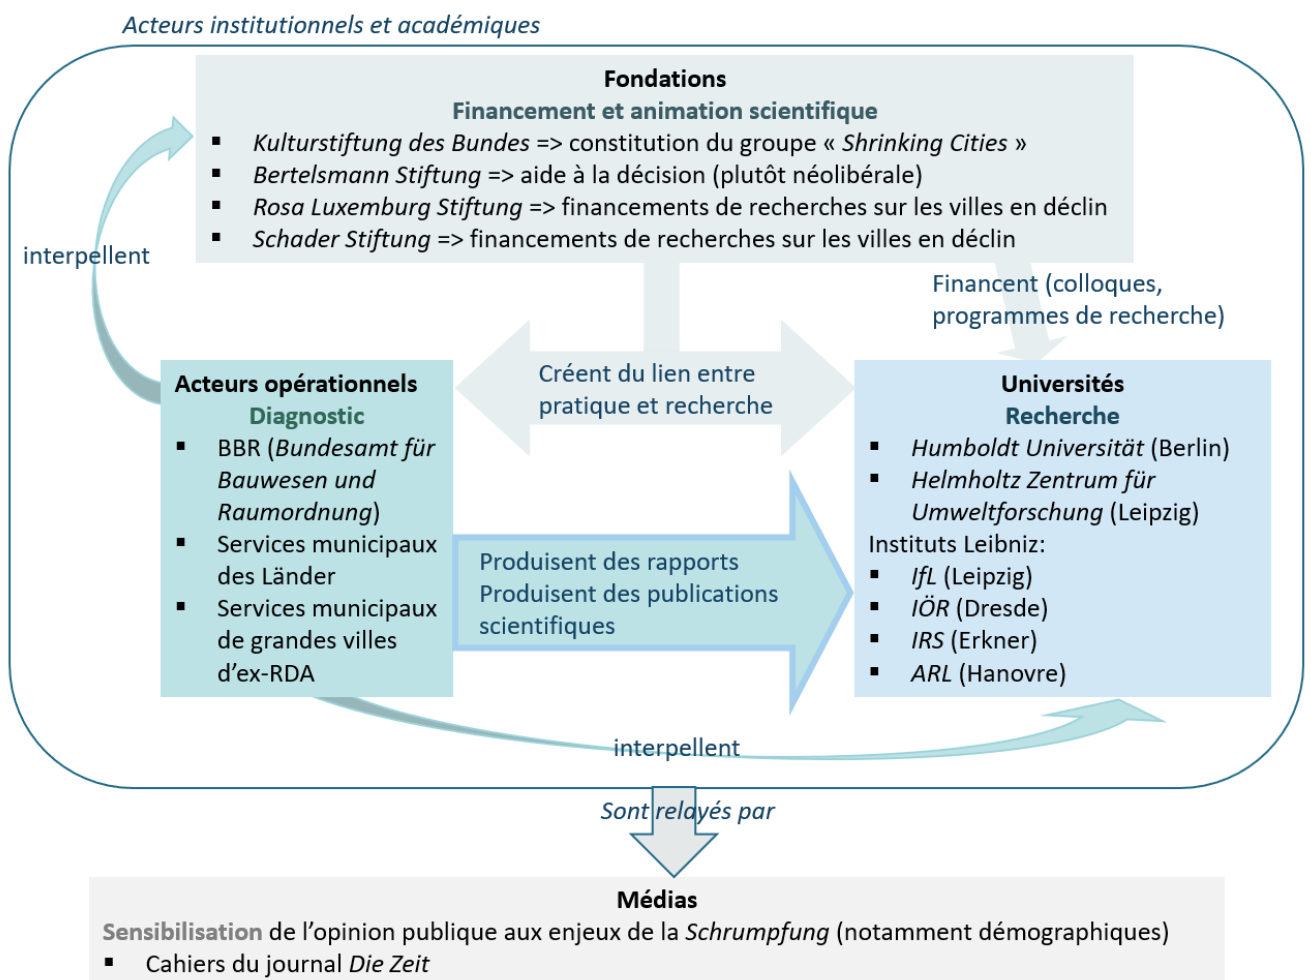 Acteurs institutionnels et académiques
Fondations
Financement et animation scientifique
▪ Kulturstiftung des Bundes => constitution du groupe « Shrinking Cities »
▪ Bertelsmann Stiftung => aide à la décision (plutôt néolibérale)
▪ Rosa Luxemburg Stiftung => financements de recherches sur les villes en déclin
▪ Schader Stiftung => financements de recherches sur les villes en déclin
interpellent
Financent (colloques,
programmes de recherche)
Créent du lien entre
pratique et recherche
Acteurs opérationnels
Diagnostic
▪ BBR (Bundesamt für
Bauwesen und
Raumordnung)
▪ Services municipaux
des Länder
▪ Services municipaux
de grandes villes
d’ex-RDA
Produisent des rapports
Produisent des publications
scientifiques
Universités
Recherche
▪ Humboldt Universität (Berlin)
▪ Helmholtz Zentrum für
Umweltforschung (Leipzig)
Instituts Leibniz:
▪ IfL (Leipzig)
▪ IÖR (Dresde)
▪ IRS (Erkner)
▪ ARL (Hanovre)
interpellent
Sont relayés par
Médias
Sensibilisation de l’opinion publique aux enjeux de la Schrumpfung (notamment démographiques)
▪ Cahiers du journal Die Zeit